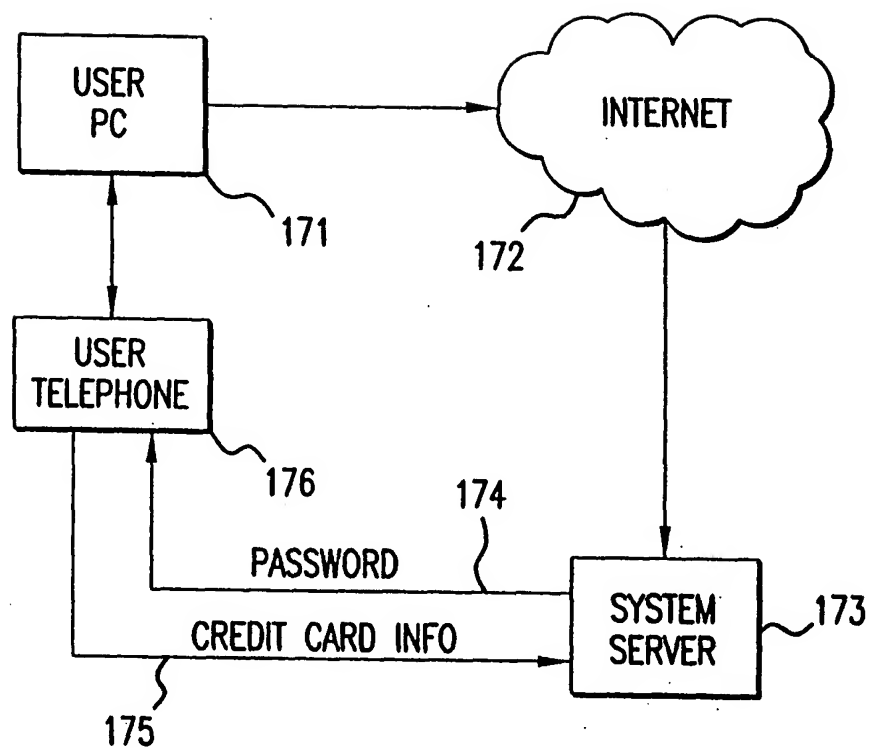 USER
PC
INTERNET
171
172
USER
TELEPHONE
176
174
PASSWORD
SYSTEM
SERVER
173
CREDIT CARD INFO
175